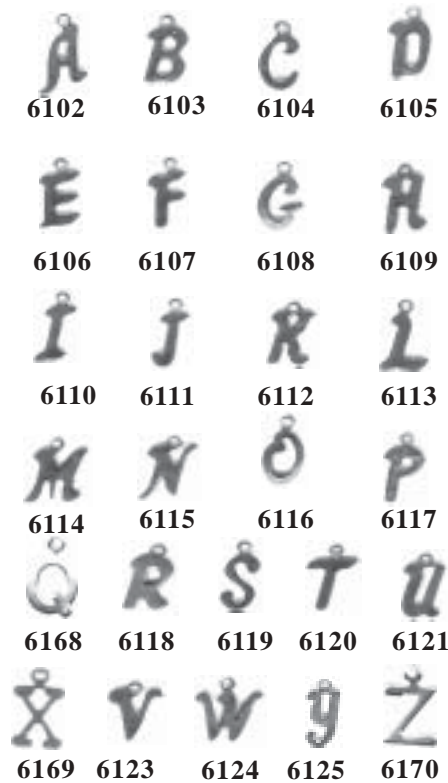 A B C D
6102 6103 6104 6105
E F G H
6106 6107 6108 6109
I J K L
6110 6111 6112 6113
M N O P
6114 6115 6116 6117
Q R S T U
6168 6118 6119 6120 6121
X V W y Z
6169 6123 6124 6125 6170